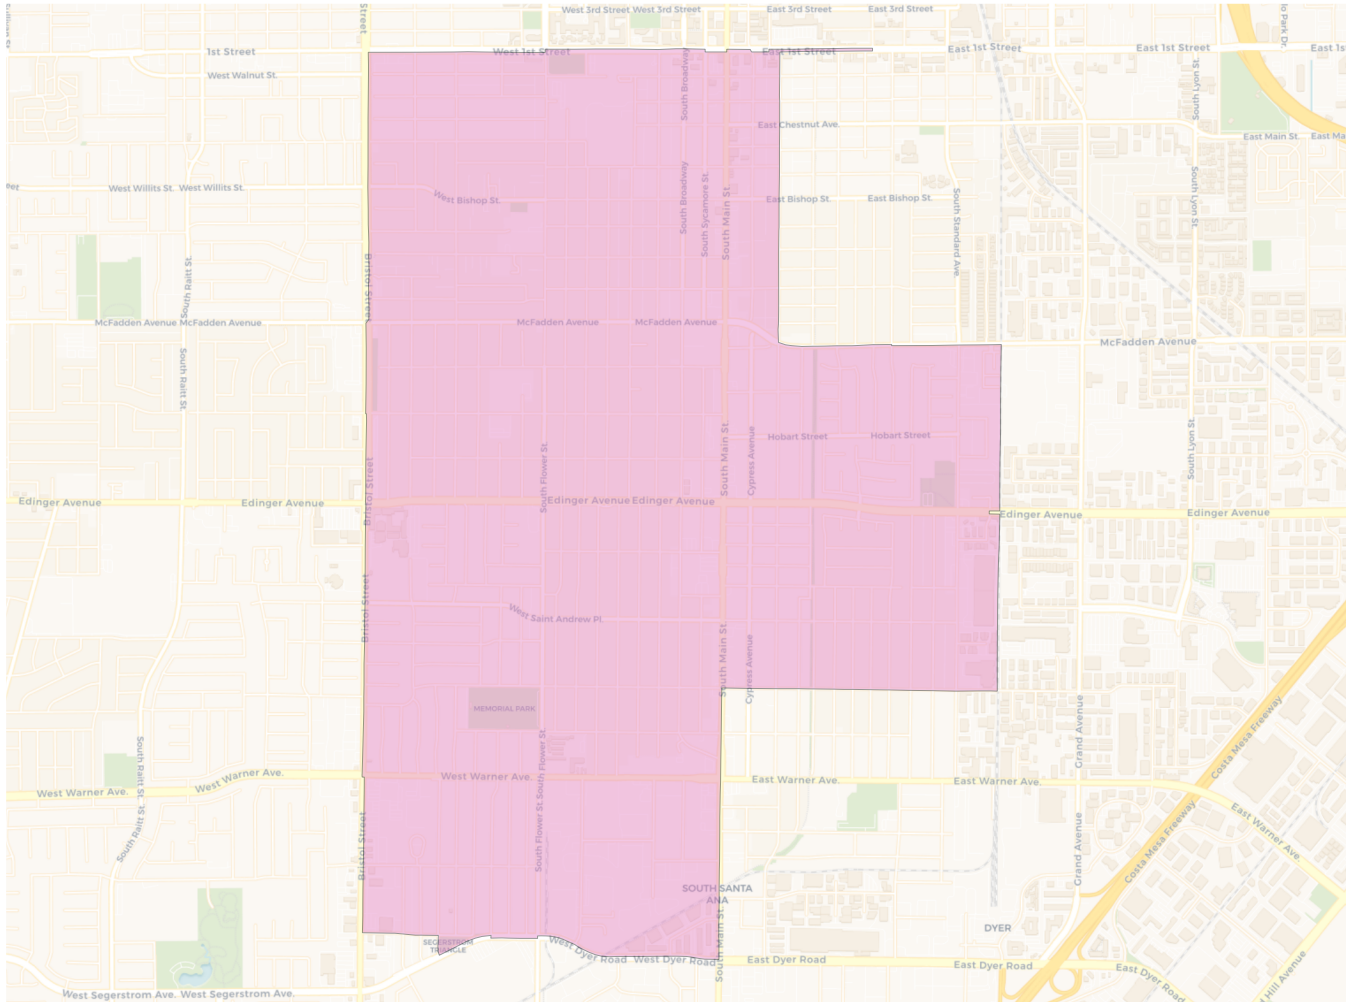 West 3rd Street West 3rd Street
East 3rd Street
East 3rd Street
Street
1st Street
West 1st Street
East 1st Street
East 1st Street
East 1st Street
East 1s
West Walnut St.
South Broadway
South Lyon St.
East Chestnut Ave.
East Main St.
East Ma
West Willits St.
West Willits St.
West Bishop St.
South Broadway
South Sycamore St.
South Main St.
East Bishop St.
East Bishop St.
South Standard Ave.
South Lyon St.
South Raitt St.
Bristol Street
McFadden Avenue
McFadden Avenue
McFadden Avenue
McFadden Avenue
McFadden Avenue
South Raitt St.
South Main St.
Cypress Avenue
Hobart Street
Hobart Street
South Lyon St.
South Flower St.
Bristol Street
Edinger Avenue
Edinger Avenue
Edinger Avenue
Edinger Avenue
Edinger Avenue
Edinger Avenue
Bristol Street
West Saint Andrew Pl.
South Main St.
Cypress Avenue
MEMORIAL PARK
South Flower St.
South Flower St.
Grand Avenue
Costa Mesa Freeway
South Raitt St.
South Raitt St.
West Warner Ave.
West Warner Ave.
West Warner Ave.
East Warner Ave.
East Warner Ave.
East Warner Ave.
Bristol Street
South Flower St.
Grand Avenue
Costa Mesa Freeway
SOUTH SANTA
ANA
South Main St.
DYER
SEGERSTROM
TRIANGLE
West Dyer Road
West Dyer Road
East Dyer Road
East Dyer Road
East Dyer Road
Hill Avenue
West Segerstrom Ave.
West Segerstrom Ave.